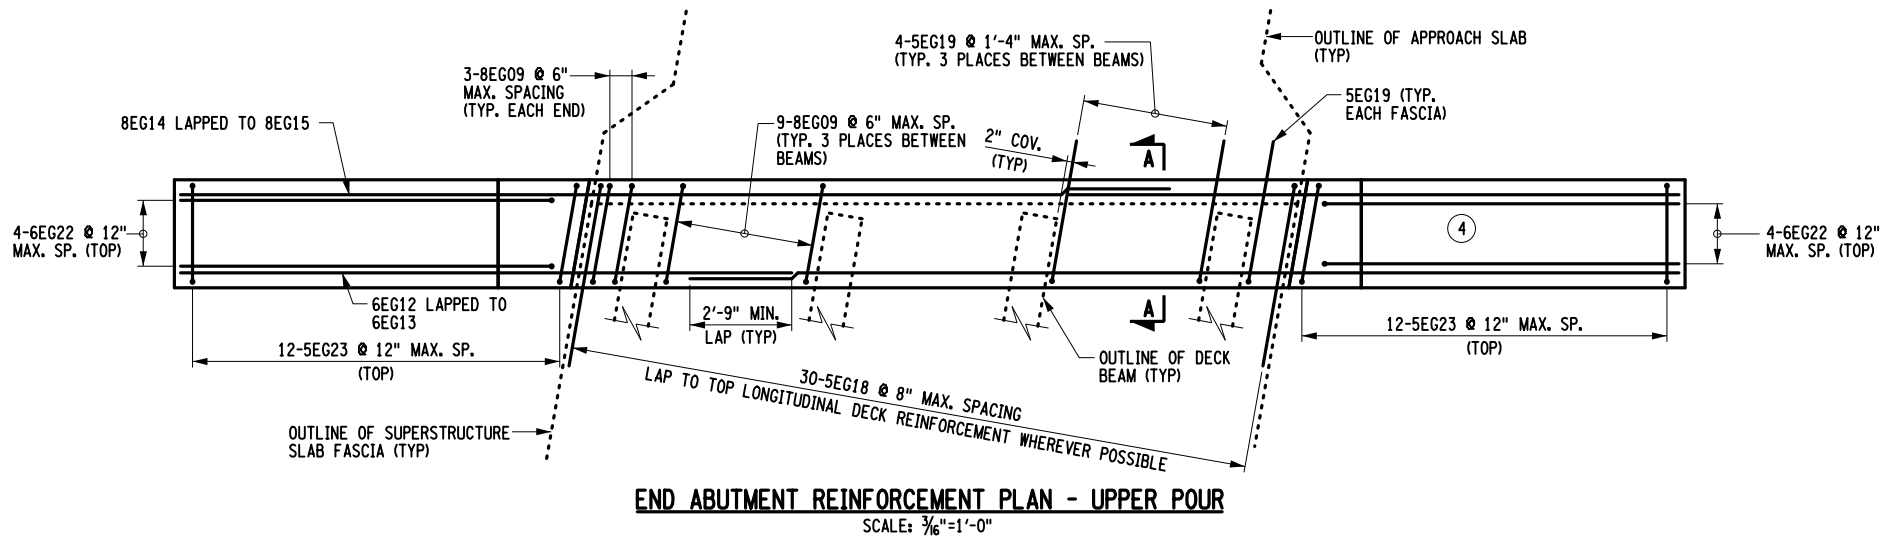 4-5EG19 @ 1'-4" MAX. SP.
(TYP. 3 PLACES BETWEEN BEAMS)
OUTLINE OF APPROACH SLAB
(TYP)
3-8EG09 @ 6"
MAX. SPACING
(TYP. EACH END)
5EG19 (TYP.
EACH FASCIA)
8EG14 LAPPED TO 8EG15
9-8EG09 @ 6" MAX. SP.
(TYP. 3 PLACES BETWEEN
BEAMS)
2" COV.
(TYP)
A
4-6EG22 @ 12"
MAX. SP. (TOP)
4
4-6EG22 @ 12"
MAX. SP. (TOP)
6EG12 LAPPED TO
6EG13
2'-9" MIN.
LAP (TYP)
A
12-5EG23 @ 12" MAX. SP.
(TOP)
12-5EG23 @ 12" MAX. SP.
(TOP)
OUTLINE OF DECK
BEAM (TYP)
30-5EG18 @ 8" MAX. SPACING
LAP TO TOP LONGITUDINAL DECK REINFORCEMENT WHEREVER POSSIBLE
OUTLINE OF SUPERSTRUCTURE
SLAB FASCIA (TYP)
END ABUTMENT REINFORCEMENT PLAN - UPPER POUR
SCALE: 3/16"=1'-0"